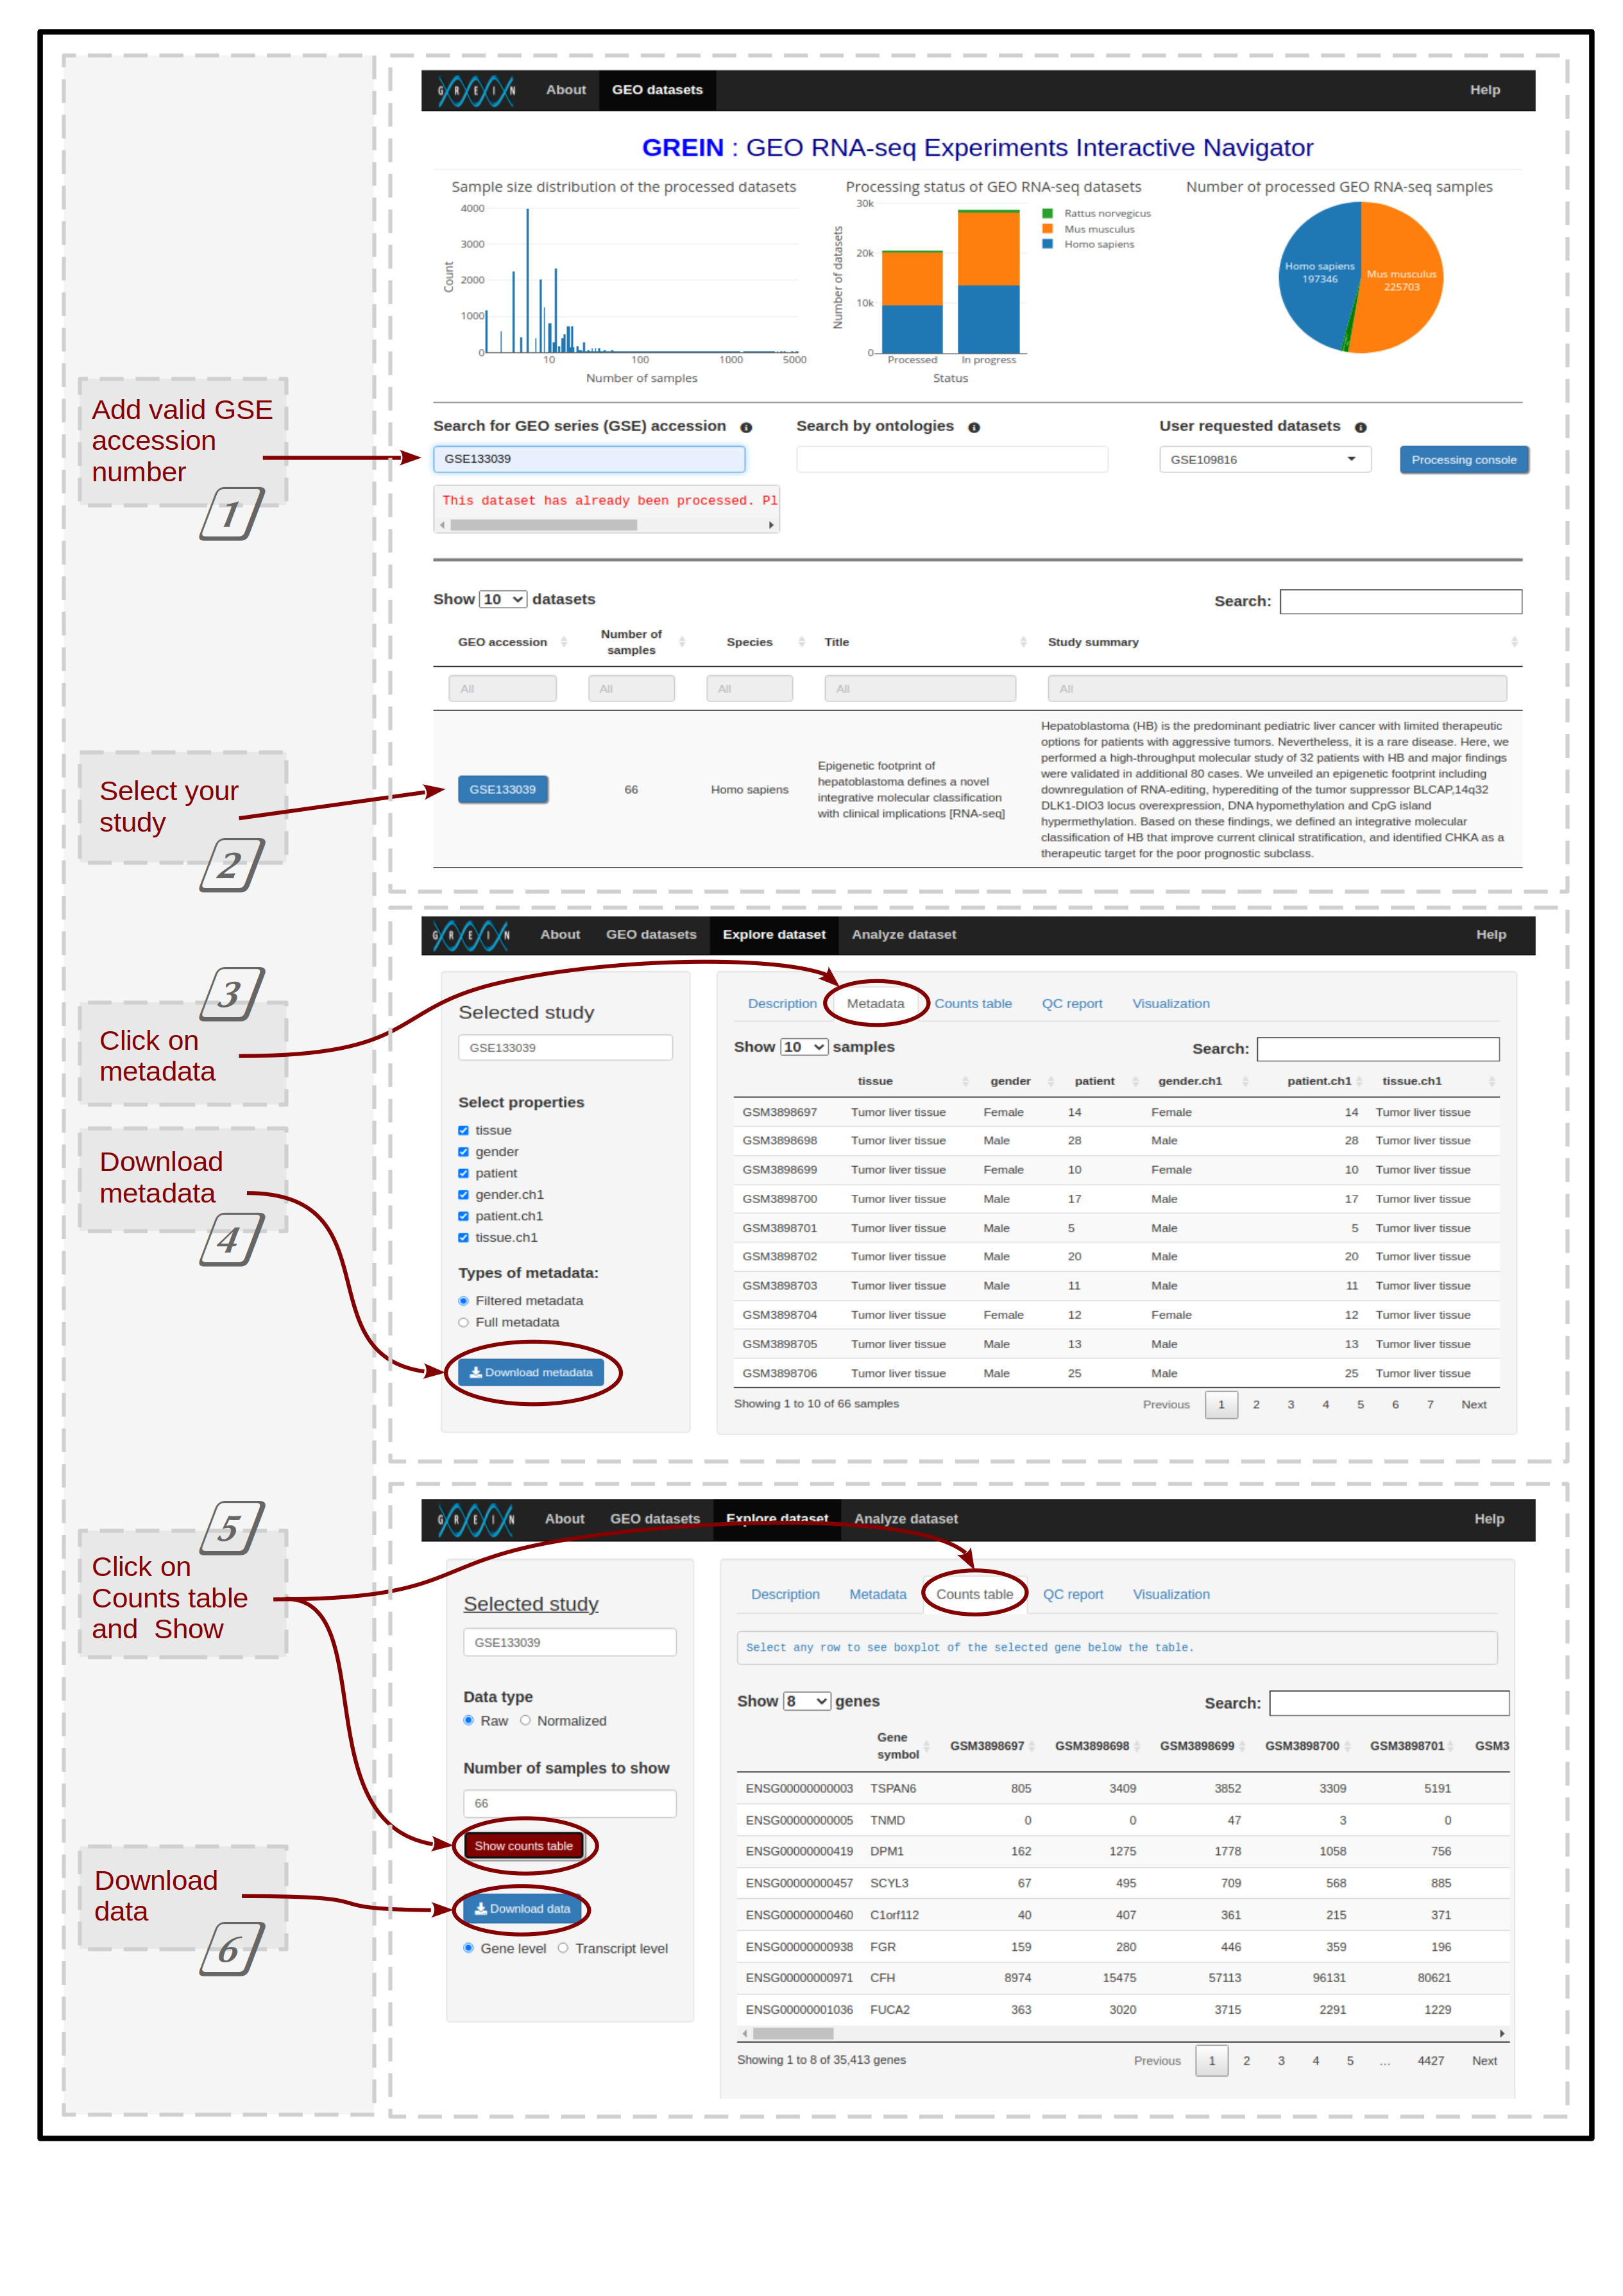 G R E I N About GEO datasets Help
GREIN : GEO RNA-seq Experiments Interactive Navigator
Sample size distribution of the processed datasets
4000
3000
2000
1000
0
Count
10 100 1000 5000
Number of samples
Processing status of GEO RNA-seq datasets
30k
20k
10k
0
Number of datasets
Processed In progress
Status
Rattus norvegicus
Mus musculus
Homo sapiens
Number of processed GEO RNA-seq samples
Homo sapiens
197346
Mus musculus
225703
Add valid GSE
accession
number
1
Search for GEO series (GSE) accession
GSE133039
This dataset has already been processed. Pl
Search by ontologies
User requested datasets
GSE109816
Processing console
Show 10 datasets
Search:
GEO accession Number of samples Species Title Study summary
All All All All All
Select your
study
2
GSE133039
66
Homo sapiens
Epigenetic footprint of
hepatoblastoma defines a novel
integrative molecular classification
with clinical implications [RNA-seq]
Hepatoblastoma (HB) is the predominant pediatric liver cancer with limited therapeutic
options for patients with aggressive tumors. Nevertheless, it is a rare disease. Here, we
performed a high-throughput molecular study of 32 patients with HB and major findings
were validated in additional 80 cases. We unveiled an epigenetic footprint including
downregulation of RNA-editing, hyperediting of the tumor suppressor BLCAP,14q32
DLK1-DIO3 locus overexpression, DNA hypomethylation and CpG island
hypermethylation. Based on these findings, we defined an integrative molecular
classification of HB that improve current clinical stratification, and identified CHKA as a
therapeutic target for the poor prognostic subclass.
G R E I N About GEO datasets Explore dataset Analyze dataset Help
3
Click on
metadata
Download
metadata
4
Selected study
GSE133039
Select properties
tissue
gender
patient
gender.ch1
patient.ch1
tissue.ch1
Types of metadata:
Filtered metadata
Full metadata
Download metadata
Description Metadata Counts table QC report Visualization
Show 10 samples
Search:
tissue gender patient gender.ch1 patient.ch1 tissue.ch1
GSM3898697 Tumor liver tissue Female 14 Female 14 Tumor liver tissue
GSM3898698 Tumor liver tissue Male 28 Male 28 Tumor liver tissue
GSM3898699 Tumor liver tissue Female 10 Female 10 Tumor liver tissue
GSM3898700 Tumor liver tissue Male 17 Male 17 Tumor liver tissue
GSM3898701 Tumor liver tissue Male 5 Male 5 Tumor liver tissue
GSM3898702 Tumor liver tissue Male 20 Male 20 Tumor liver tissue
GSM3898703 Tumor liver tissue Male 11 Male 11 Tumor liver tissue
GSM3898704 Tumor liver tissue Female 12 Female 12 Tumor liver tissue
GSM3898705 Tumor liver tissue Male 13 Male 13 Tumor liver tissue
GSM3898706 Tumor liver tissue Male 25 Male 25 Tumor liver tissue
Showing 1 to 10 of 66 samples
Previous 1 2 3 4 5 6 7 Next
G R E I N About GEO datasets Explore dataset Analyze dataset Help
5
Click on
Counts table
and Show
Download
data
6
Selected study
GSE133039
Data type
Raw Normalized
Number of samples to show
66
Show counts table
Download data
Gene level Transcript level
Description Metadata Counts table QC report Visualization
Select any row to see boxplot of the selected gene below the table.
Show 8 genes
Search:
Gene symbol GSM3898697 GSM3898698 GSM3898699 GSM3898700 GSM3898701 GSM3
ENSG00000000003 TSPAN6 805 3409 3852 3309 5191
ENSG00000000005 TNMD 0 0 47 3 0
ENSG00000000419 DPM1 162 1275 1778 1058 756
ENSG00000000457 SCYL3 67 495 709 568 885
ENSG00000000460 C1orf112 40 407 361 215 371
ENSG00000000938 FGR 159 280 446 359 196
ENSG00000000971 CFH 8974 15475 57113 96131 80621
ENSG00000001036 FUCA2 363 3020 3715 2291 1229
Showing 1 to 8 of 35,413 genes
Previous 1 2 3 4 5 … 4427 Next